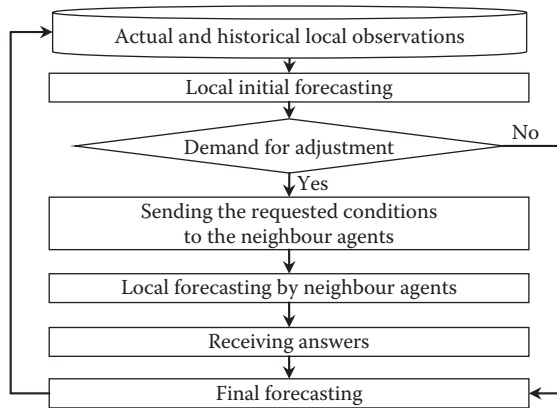 Actual and historical local observations
Local initial forecasting
Demand for adjustment
No
Yes
Sending the requested conditions
to the neighbour agents
Local forecasting by neighbour agents
Receiving answers
Final forecasting